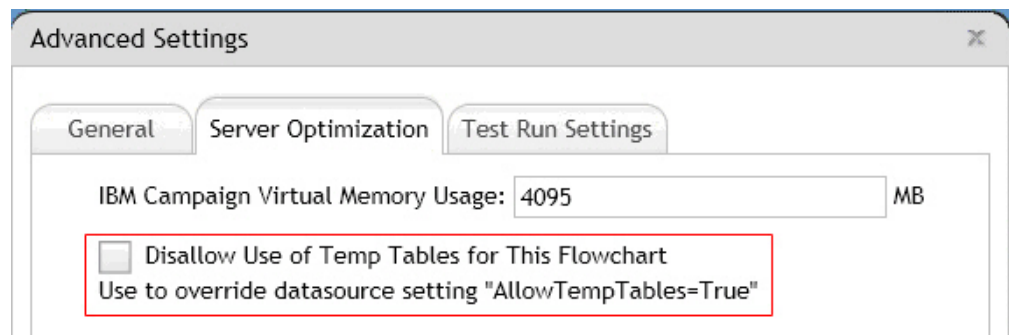 Advanced Settings
General Server Optimization Test Run Settings
IBM Campaign Virtual Memory Usage: 4095 MB
Disallow Use of Temp Tables for This Flowchart
Use to override datasource setting "AllowTempTables=True"